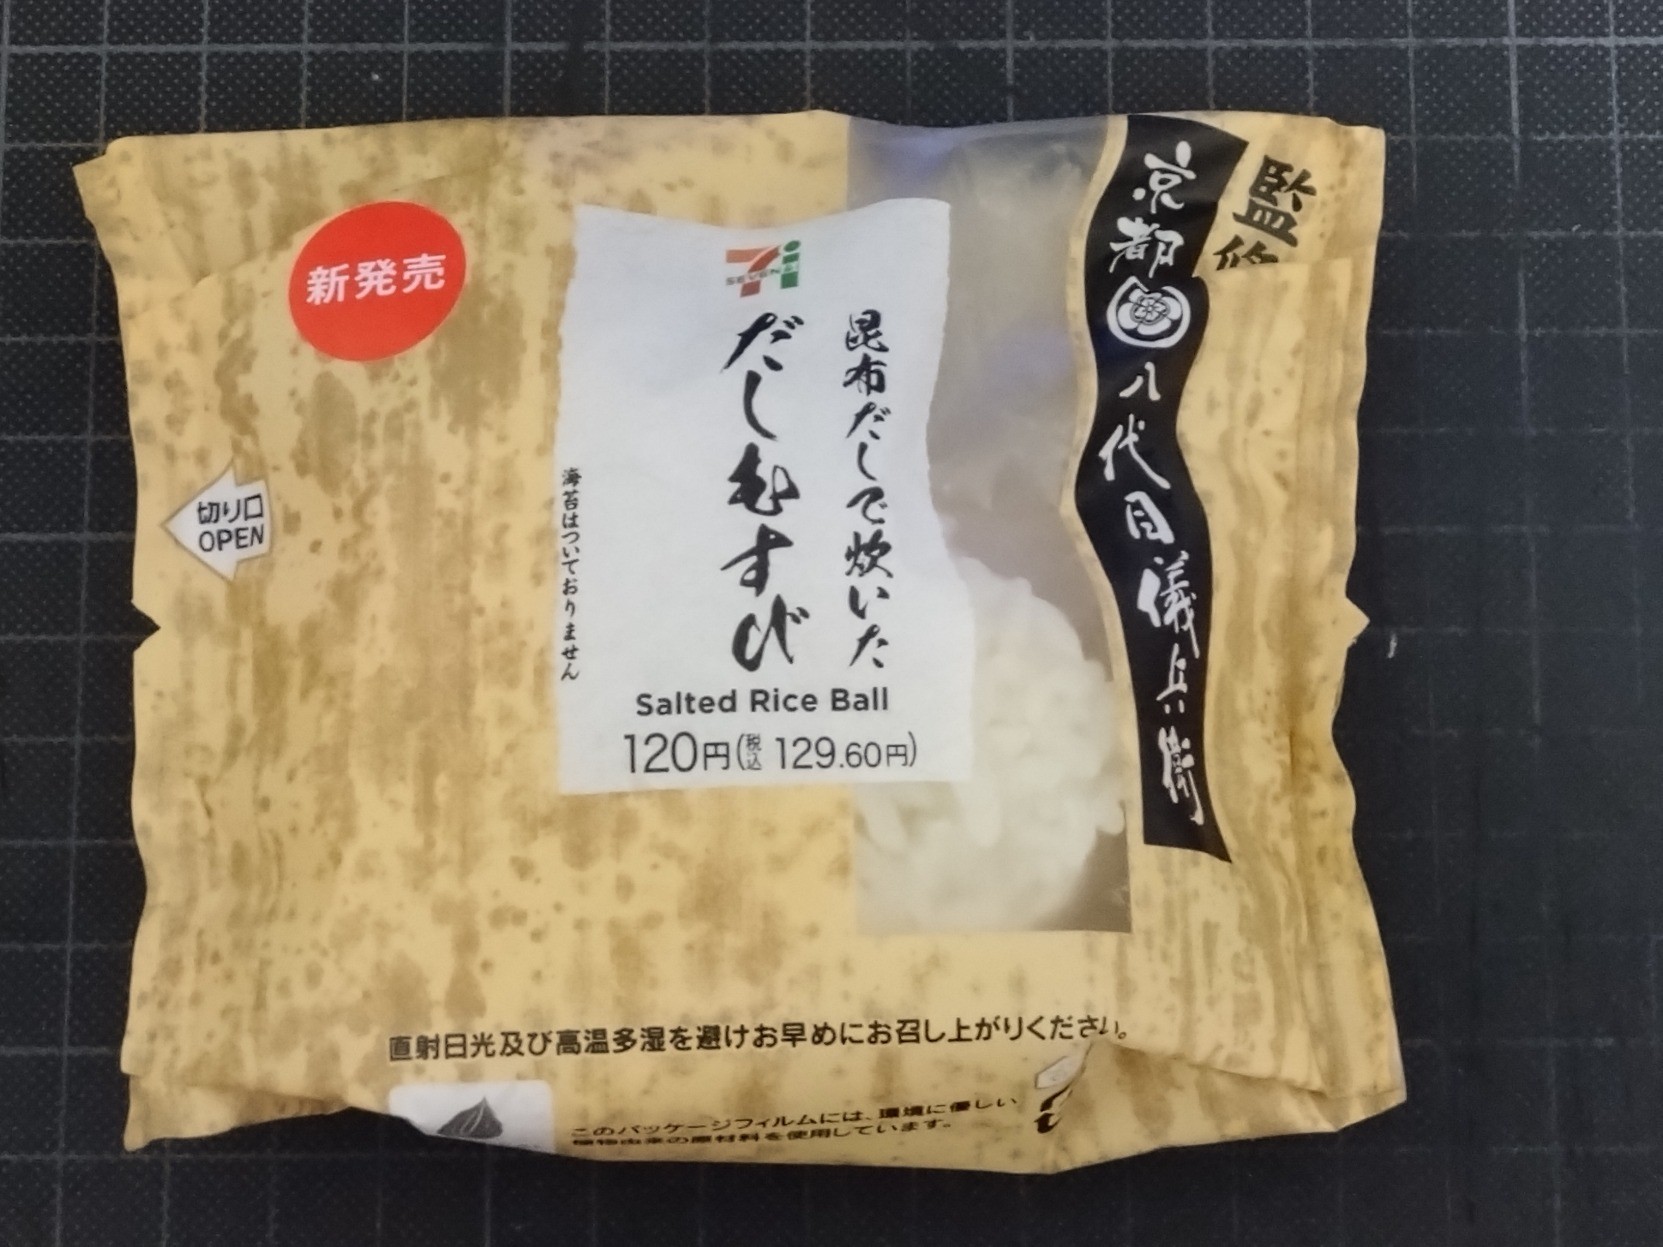 京都八代目儀兵衛
監修
新発売
SEVEN & i
昆布だしで炊いた
だしむすび
海苔はついておりません
Salted Rice Ball
120円(税込 129.60円)
切り口
OPEN
直射日光及び高温多湿を避けお早めにお召し上がりください。
このパッケージフィルムには、環境に優しい
植物由来の原材料を使用しています。